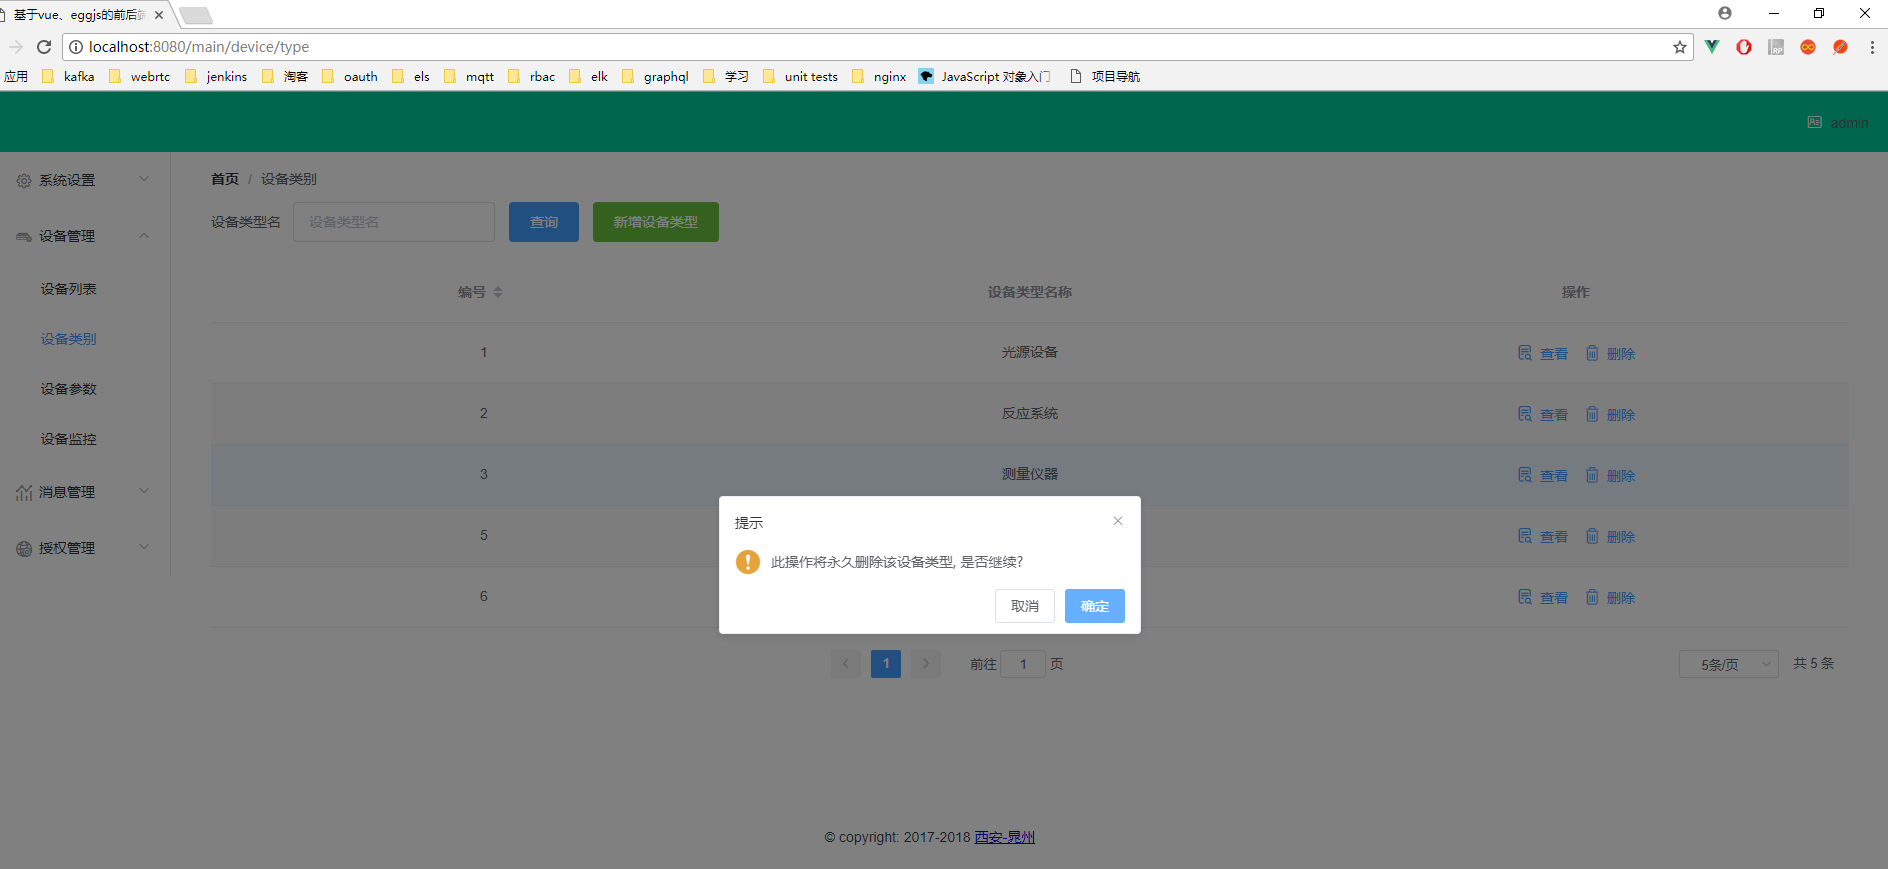 基于vue、eggjs的前后
localhost:8080/main/device/type
应用 kafka webrtc jenkins 淘客 oauth els mqtt rbac elk graphql 学习 unit tests nginx JavaScript 对象入门 项目导航
admin
系统设置
设备管理
设备列表
设备类别
设备参数
设备监控
消息管理
授权管理
首页 / 设备类别
设备类型名 设备类型名 查询 新增设备类型
编号 设备类型名称 操作
1 光源设备 查看 删除
2 反应系统 查看 删除
3 测量仪器 查看 删除
5 查看 删除
6 查看 删除
提示
此操作将永久删除该设备类型, 是否继续?
取消 确定
1 前往 1 页 5条/页 共 5 条
© copyright: 2017-2018 西安-晁州